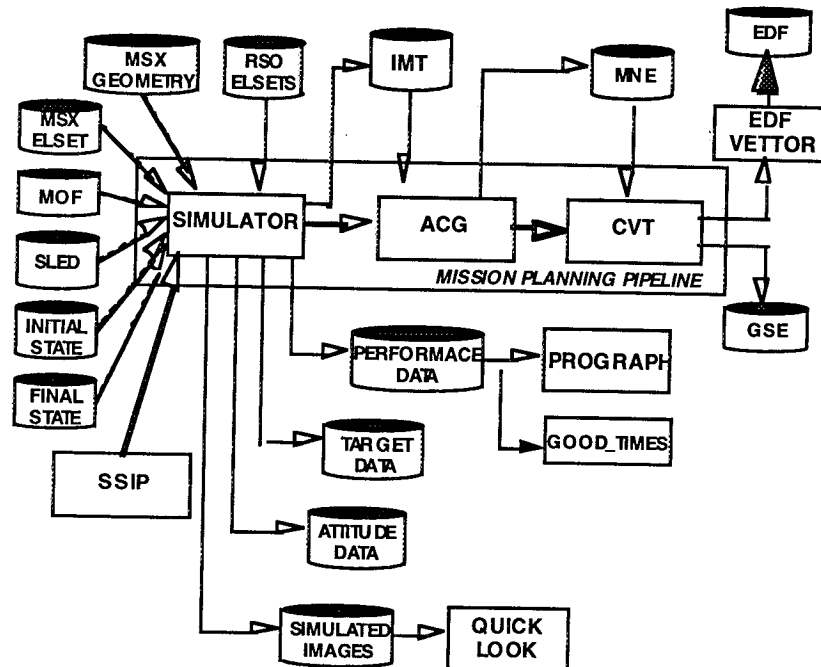 EDF
MSX
GEOMETRY
RSO
ELSETS
IMT
MNE
MSX
ELSET
EDF
VETTOR
MOF
SIMULATOR
ACG
CVT
SLED
MISSION PLANNING PIPELINE
INITIAL
STATE
GSE
PERFORMACE
DATA
PROGRAPH
FINAL
STATE
TARGET
DATA
GOOD_TIMES
SSIP
ATTITUDE
DATA
SIMULATED
IMAGES
QUICK
LOOK